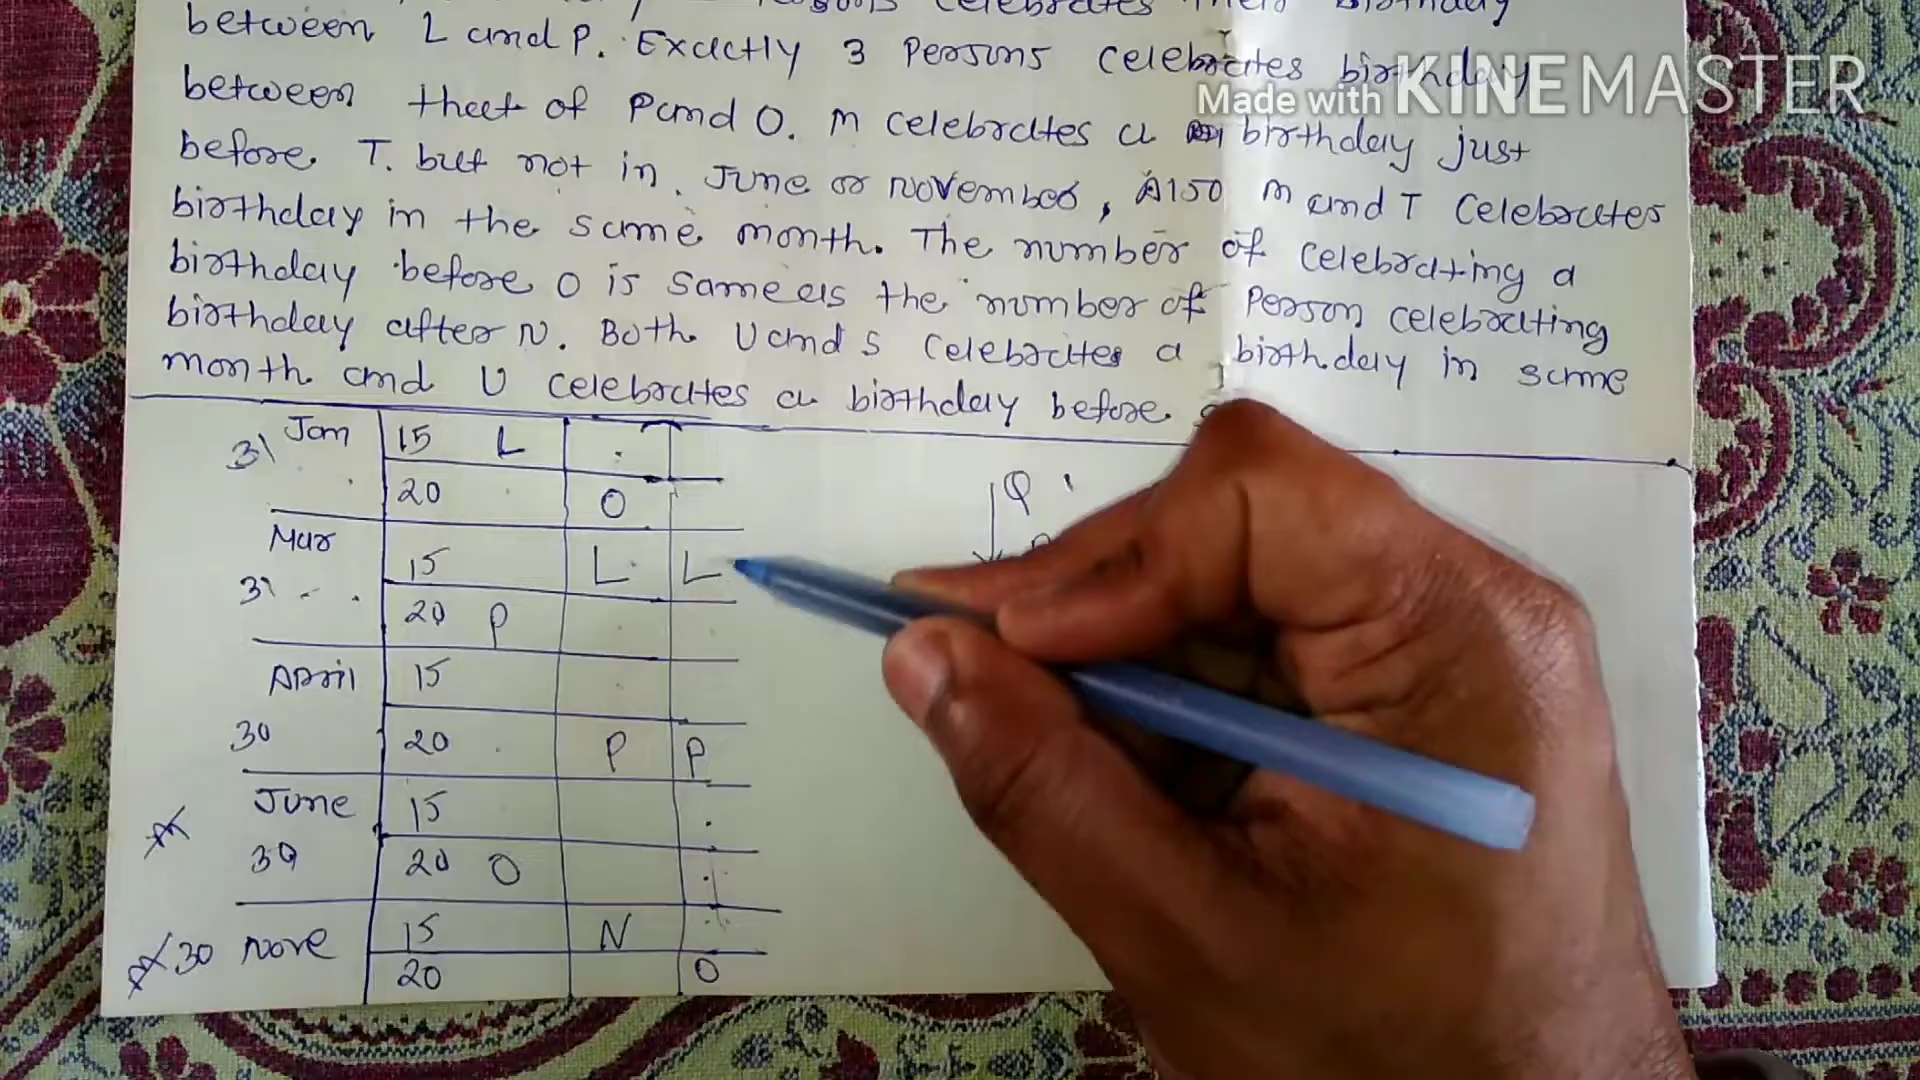 celebrates their Birthday
between L and P. Exactly 3 Persons celebrates birthday
between that of P and O. M celebrates a birthday just
before T. but not in June or November, Also M and T celebrates
birthday in the same month. The number of celebrating a
birthday before O is same as the number of Person celebrating
birthday after N. Both U and S celebrates a birthday in same
month and U celebrates a birthday before
Made with KINEMASTER
31 Jan 15 L
20 O
Mar 15 L L
31 20 P
April 15
30 20 P P
June 15
30 20 O
30 Nove 15 N
20 O
Q